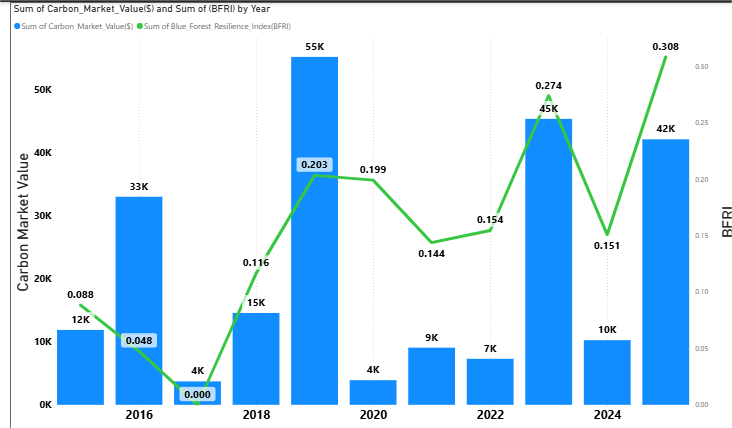 Sum of Carbon_Market_Value($) and Sum of (BFRI) by Year
Sum of Carbon_Market_Value($) Sum of Blue_Forest_Resilience_Index(BFRI)
55K
0.308
0.30
0.274
50K
45K
0.25
42K
40K
33K
0.203
0.199
0.20
30K
0.154
0.144
0.151
0.15
0.116
20K
15K
0.10
0.088
12K
10K
10K
9K
7K
0.048
0.05
4K
4K
0.000
0K
0.00
2016 2018 2020 2022 2024
Carbon Market Value
BFRI